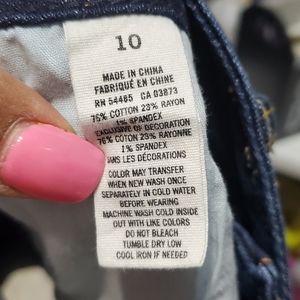 10
MADE IN CHINA
FABRIQUÉ EN CHINE
RN 54485 CA 03873
75% COTTON 23% RAYON
1% SPANDEX
EXCLUSIVE OF DECORATION
76% COTON 23% RAYONNE
1% SPANDEX
SANS LES DÉCORATIONS
COLOR MAY TRANSFER
WHEN NEW WASH ONCE
SEPARATELY IN COLD WATER
BEFORE WEARING
MACHINE WASH COLD INSIDE
OUT WITH LIKE COLORS
DO NOT BLEACH
TUMBLE DRY LOW
COOL IRON IF NEEDED